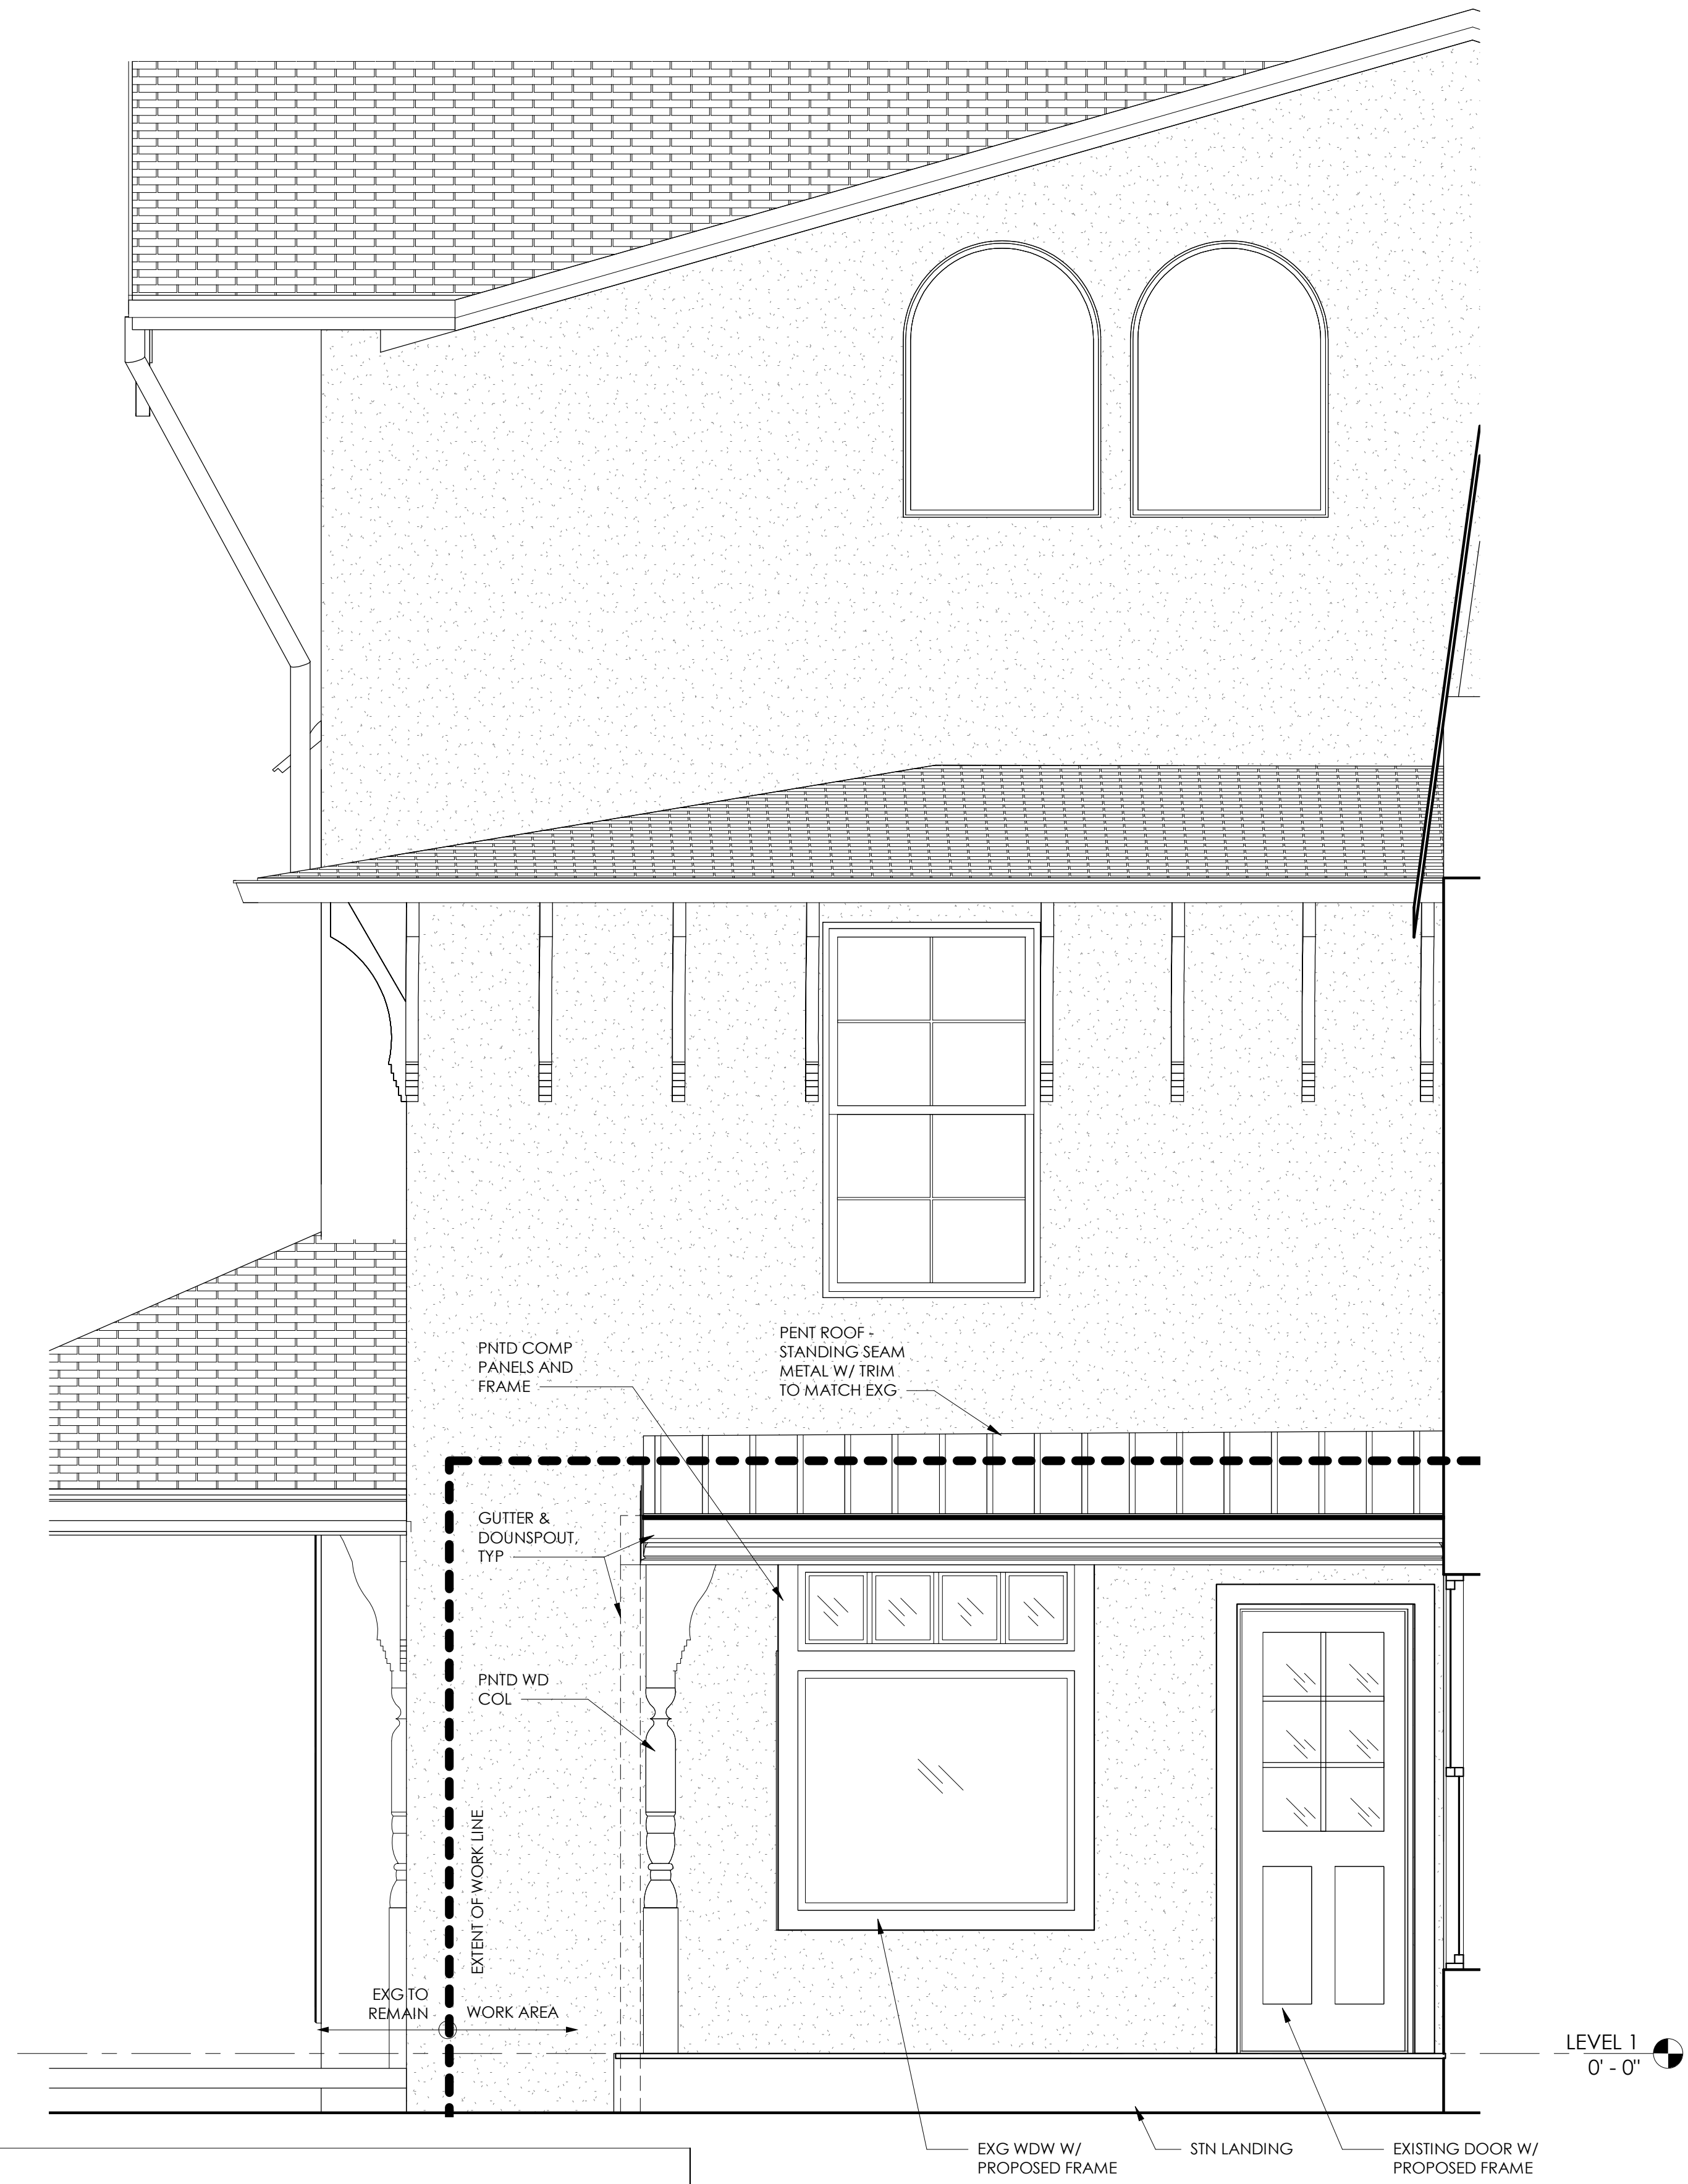 PNTD COMP
PANELS AND
FRAME
PENT ROOF -
STANDING SEAM
METAL W/ TRIM
TO MATCH EXG
GUTTER &
DOUNSPOUT,
TYP
PNTD WD
COL
EXTENT OF WORK LINE
EXG TO
REMAIN
WORK AREA
LEVEL 1
0' - 0"
EXG WDW W/
PROPOSED FRAME
STN LANDING
EXISTING DOOR W/
PROPOSED FRAME